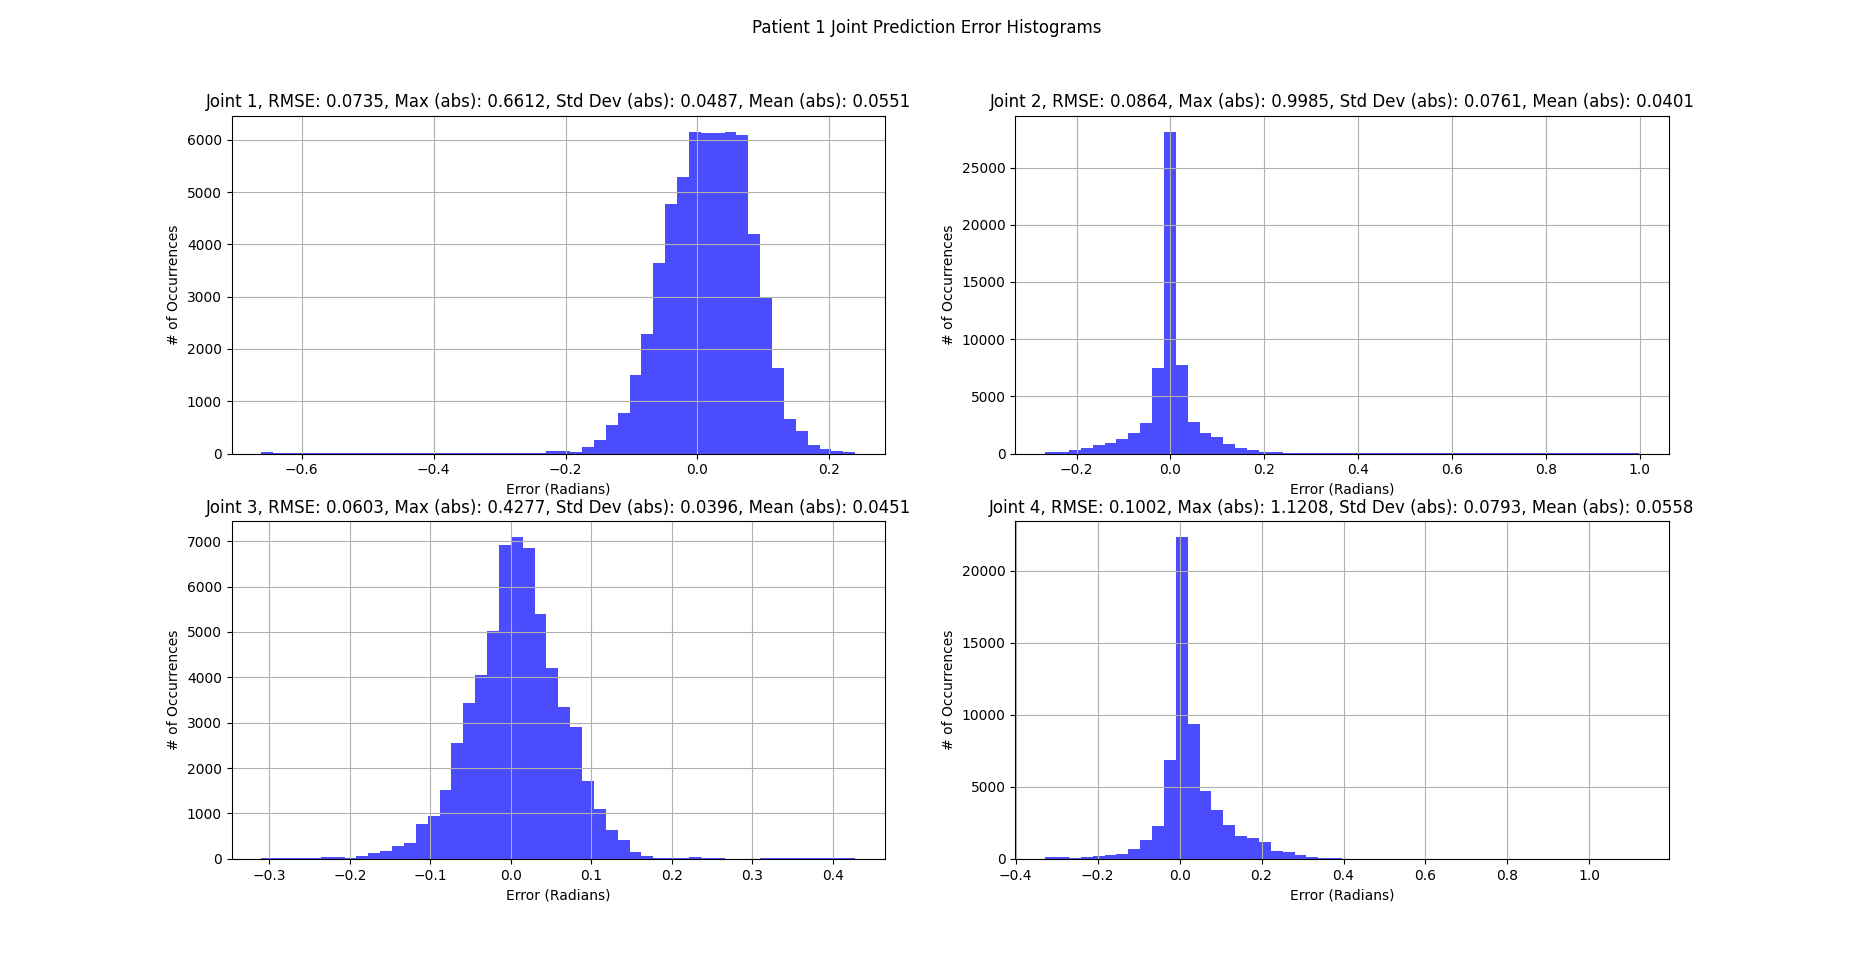 Patient 1 Joint Prediction Error Histograms
Joint 1, RMSE: 0.0735, Max (abs): 0.6612, Std Dev (abs): 0.0487, Mean (abs): 0.0551
# of Occurrences
6000
5000
4000
3000
2000
1000
0
−0.6 −0.4 −0.2 0.0 0.2
Error (Radians)
Joint 2, RMSE: 0.0864, Max (abs): 0.9985, Std Dev (abs): 0.0761, Mean (abs): 0.0401
# of Occurrences
25000
20000
15000
10000
5000
0
−0.2 0.0 0.2 0.4 0.6 0.8 1.0
Error (Radians)
Joint 3, RMSE: 0.0603, Max (abs): 0.4277, Std Dev (abs): 0.0396, Mean (abs): 0.0451
# of Occurrences
7000
6000
5000
4000
3000
2000
1000
0
−0.3 −0.2 −0.1 0.0 0.1 0.2 0.3 0.4
Error (Radians)
Joint 4, RMSE: 0.1002, Max (abs): 1.1208, Std Dev (abs): 0.0793, Mean (abs): 0.0558
# of Occurrences
20000
15000
10000
5000
0
−0.4 −0.2 0.0 0.2 0.4 0.6 0.8 1.0
Error (Radians)